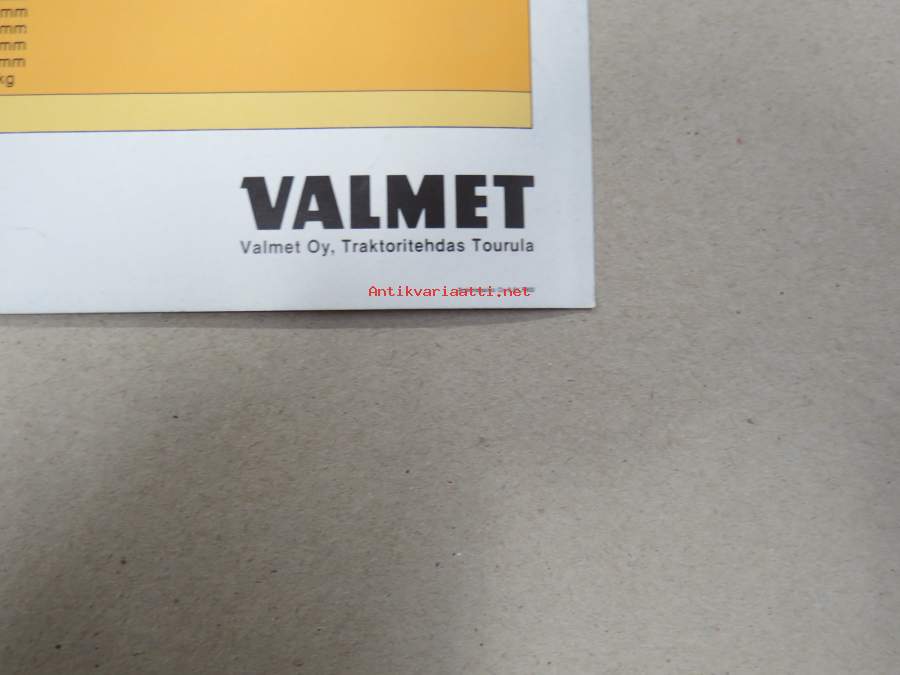 mm
mm
mm
mm
kg
VALMET
Valmet Oy, Traktoritehdas Tourula
Antikvariaatti.net